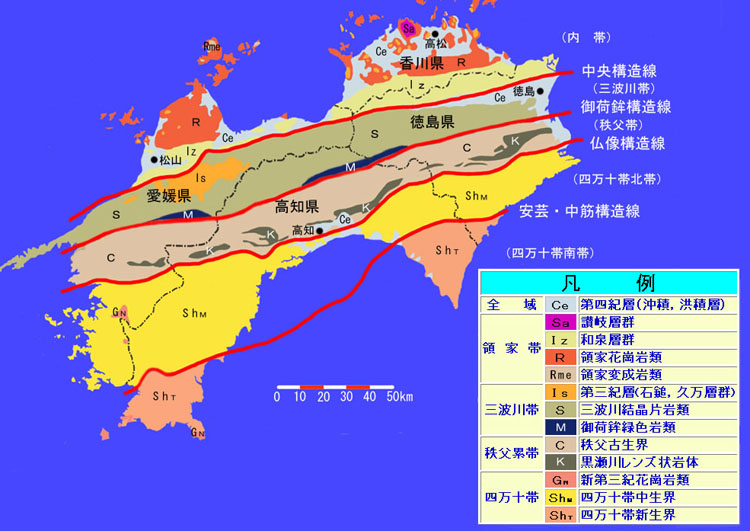 Sa
Ce
高松
(内 帯)
Rme
香川県
R
Iz
中央構造線
(三波川帯)
Ce
徳島
御荷鉾構造線
R
Ce
徳島県
(秩父帯)
S
K
仏像構造線
松山
Iz
C
M
Is
(四万十帯北帯)
愛媛県
K
ShM
高知県
安芸・中筋構造線
S
M
Ce
K
高知
K
C
K
ShT
(四万十帯南帯)
GM
ShM
0 10 20 30 40 50km
ShT
GN
凡 例
全 域 Ce 第四紀層(沖積,洪積層)
領家帯 Sa 讃岐層群
Iz 和泉層群
R 領家花崗岩類
Rme 領家変成岩類
三波川帯 Is 第三紀層(石鎚,久万層群)
S 三波川結晶片岩類
M 御荷鉾緑色岩類
秩父累帯 C 秩父古生界
K 黒瀬川レンズ状岩体
四万十帯 GM 新第三紀花崗岩類
ShM 四万十帯中生界
ShT 四万十帯新生界